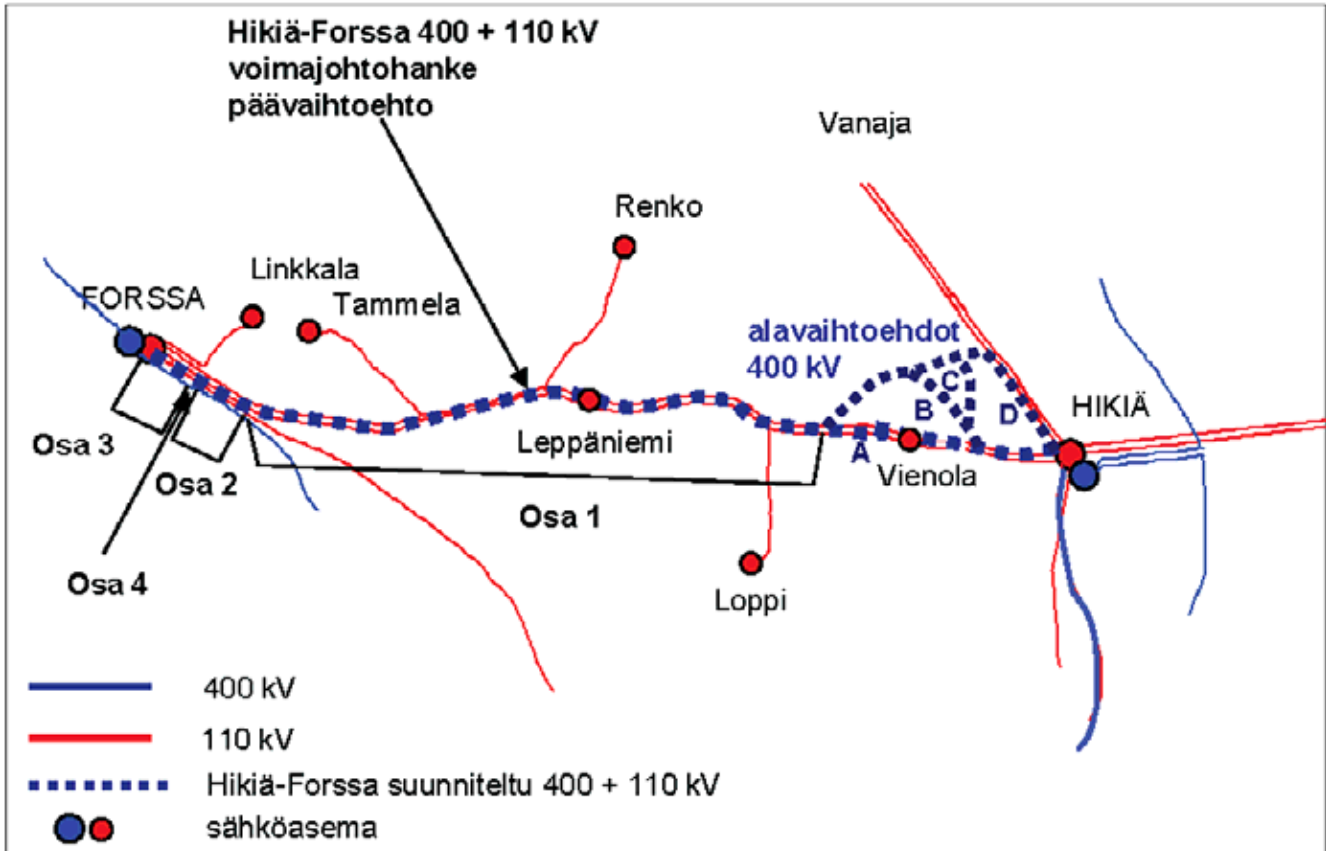 Hikiä-Forssa 400 + 110 kV
voimajohtohanke
päävaihtoehto
Vanaja
Renko
Linkkala
FORSSA
Tammela
alavaihtoehdot
400 kV
C
B
D
HIKIÄ
A
Leppäniemi
Vienola
Osa 3
Osa 2
Osa 1
Osa 4
Loppi
400 kV
110 kV
Hikiä-Forssa suunniteltu 400 + 110 kV
sähköasema